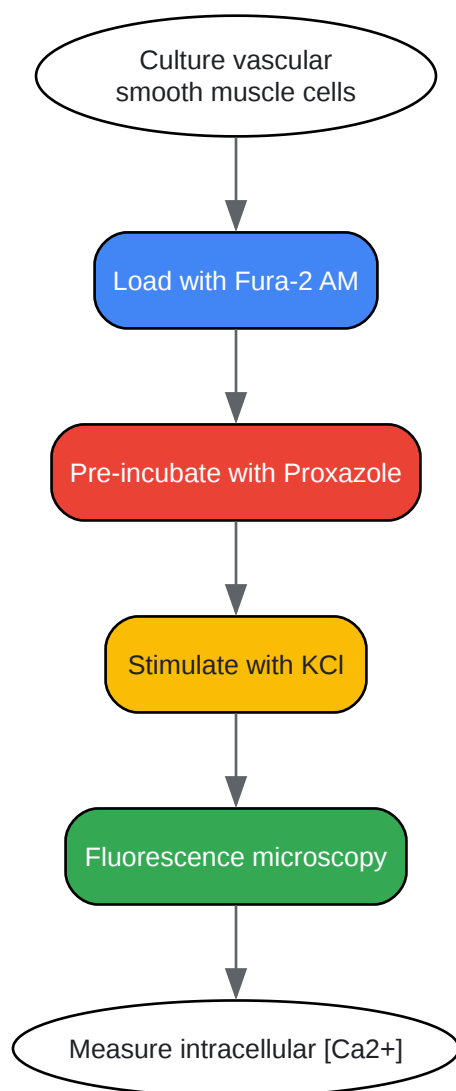 Culture vascular
smooth muscle cells
Load with Fura-2 AM
Pre-incubate with Proxazole
Stimulate with KCl
Fluorescence microscopy
Measure intracellular [Ca2+]